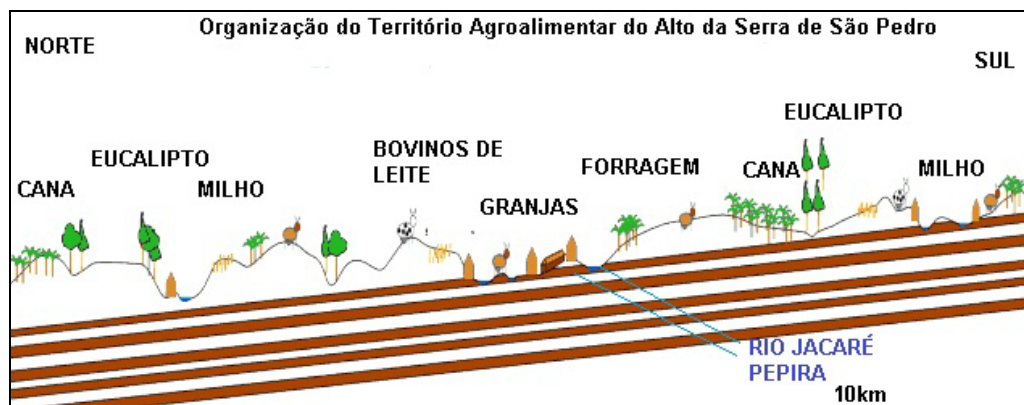 Organização do Território Agroalimentar do Alto da Serra de São Pedro
NORTE
SUL
EUCALIPTO
BOVINOS DE
LEITE
EUCALIPTO
CANA
MILHO
GRANJAS
FORRAGEM
CANA
MILHO
RIO JACARÉ
PEPIRA
10km